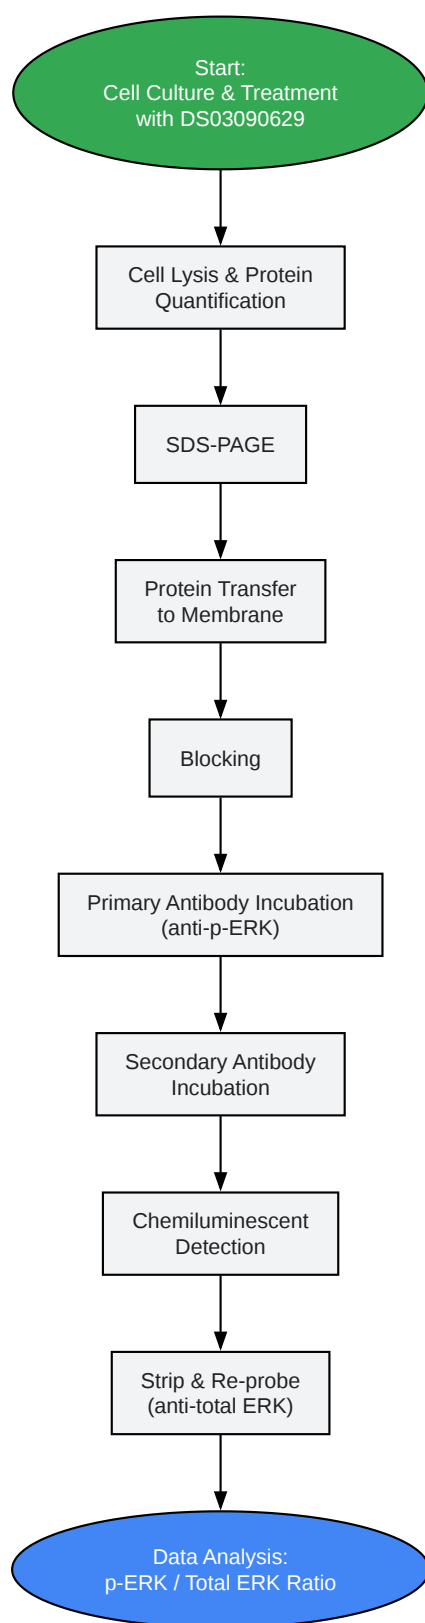 Start:
Cell Culture & Treatment
with DS03090629
Cell Lysis & Protein
Quantification
SDS-PAGE
Protein Transfer
to Membrane
Blocking
Primary Antibody Incubation
(anti-p-ERK)
Secondary Antibody
Incubation
Chemiluminescent
Detection
Strip & Re-probe
(anti-total ERK)
Data Analysis:
p-ERK / Total ERK Ratio